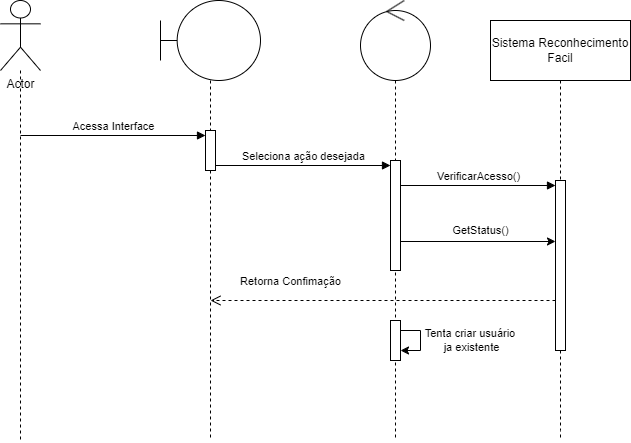 Actor
Sistema Reconhecimento
Facil
Acessa Interface
Seleciona ação desejada
VerificarAcesso()
GetStatus()
Retorna Confimação
Tenta criar usuário
ja existente